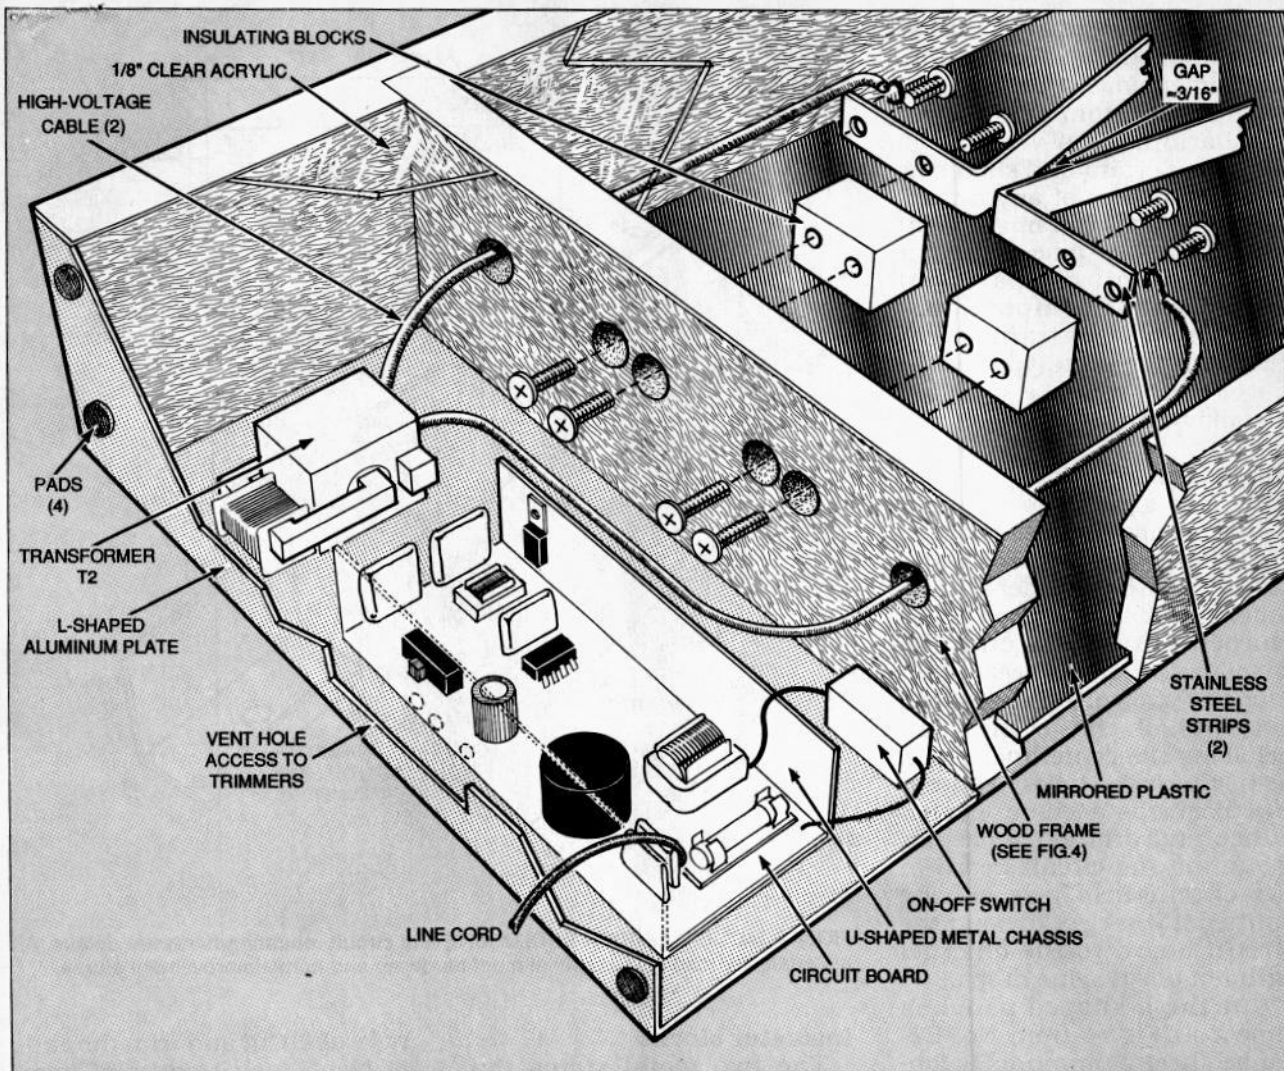 INSULATING BLOCKS
1/8" CLEAR ACRYLIC
HIGH-VOLTAGE
CABLE (2)
GAP
≈3/16"
PADS
(4)
TRANSFORMER
T2
L-SHAPED
ALUMINUM PLATE
VENT HOLE
ACCESS TO
TRIMMERS
LINE CORD
STAINLESS
STEEL
STRIPS
(2)
MIRRORED PLASTIC
WOOD FRAME
(SEE FIG.4)
ON-OFF SWITCH
U-SHAPED METAL CHASSIS
CIRCUIT BOARD